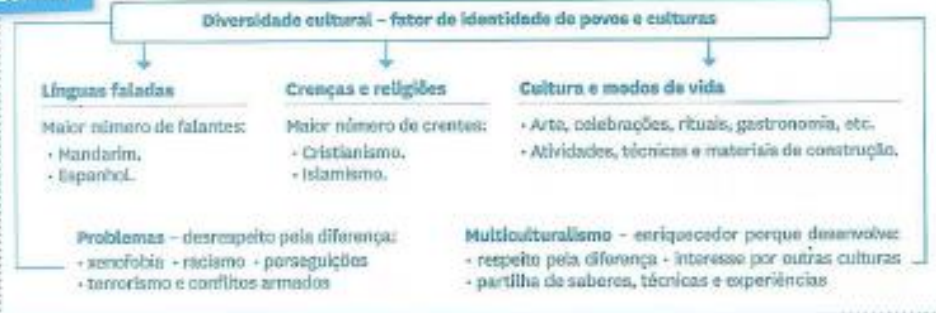 Diversidade cultural – fator de identidade de povos e culturas
Línguas faladas
Maior número de falantes:
• Mandarim.
• Espanhol.
Crenças e religiões
Maior número de crentes:
• Cristianismo.
• Islamismo.
Cultura e modos de vida
• Arte, celebrações, rituais, gastronomia, etc.
• Atividades, técnicas e materiais de construção.
Problemas – desrespeito pela diferença:
• xenofobia • racismo • perseguições
• terrorismo e conflitos armados
Multiculturalismo – enriquecedor porque desenvolve:
• respeito pela diferença • interesse por outras culturas
• partilha de saberes, técnicas e experiências